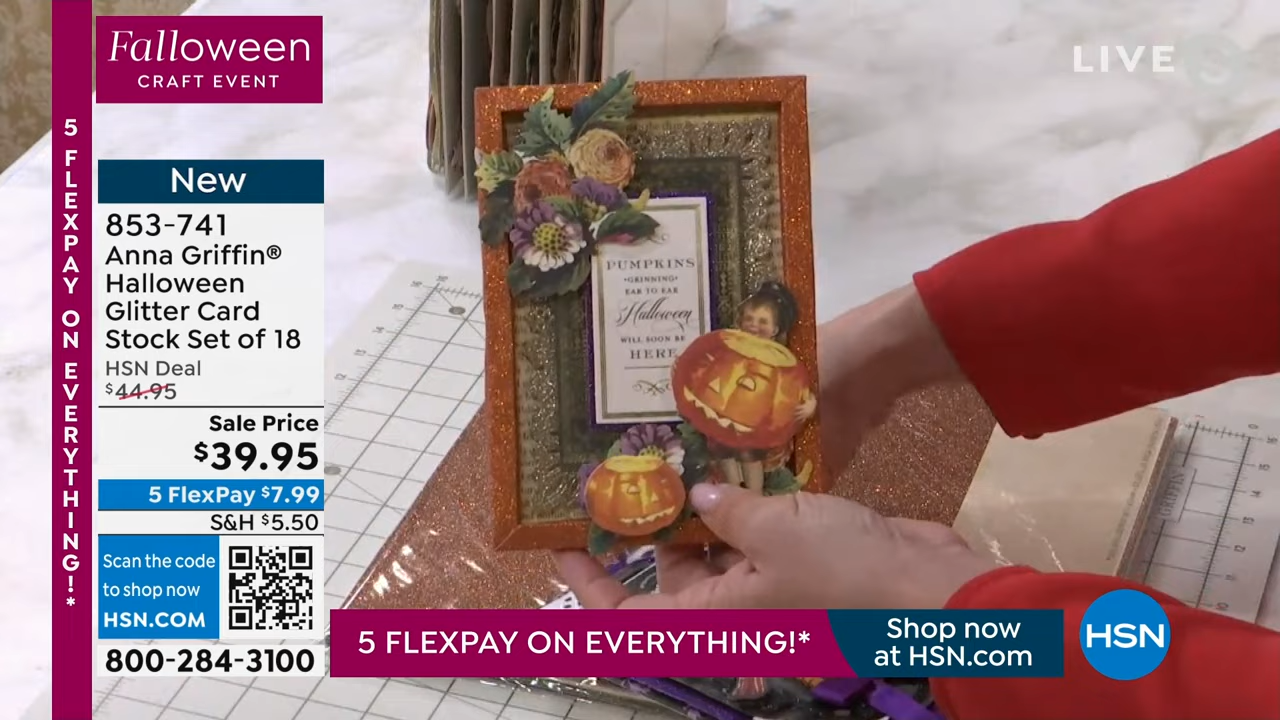 Falloween
CRAFT EVENT
5 FLEXPAY ON EVERYTHING!*
New
853-741
Anna Griffin®
Halloween
Glitter Card
Stock Set of 18
HSN Deal
$44.95
Sale Price
$39.95
5 FlexPay $7.99
S&H $5.50
Scan the code
to shop now
HSN.COM
800-284-3100
LIVE
PUMPKINS
GRINNING
EAR TO EAR
Halloween
WILL SOON BE
HERE
5 FLEXPAY ON EVERYTHING!*
Shop now
at HSN.com
HSN